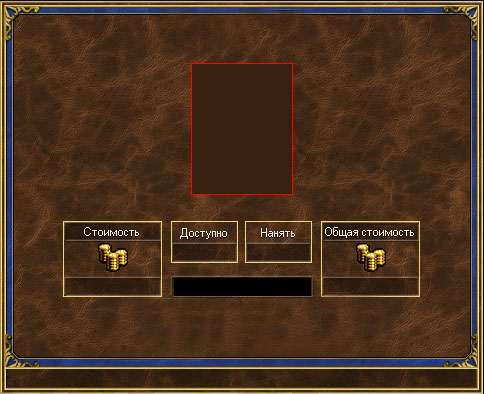 Стоимость
Доступно
Нанять
Общая стоимость